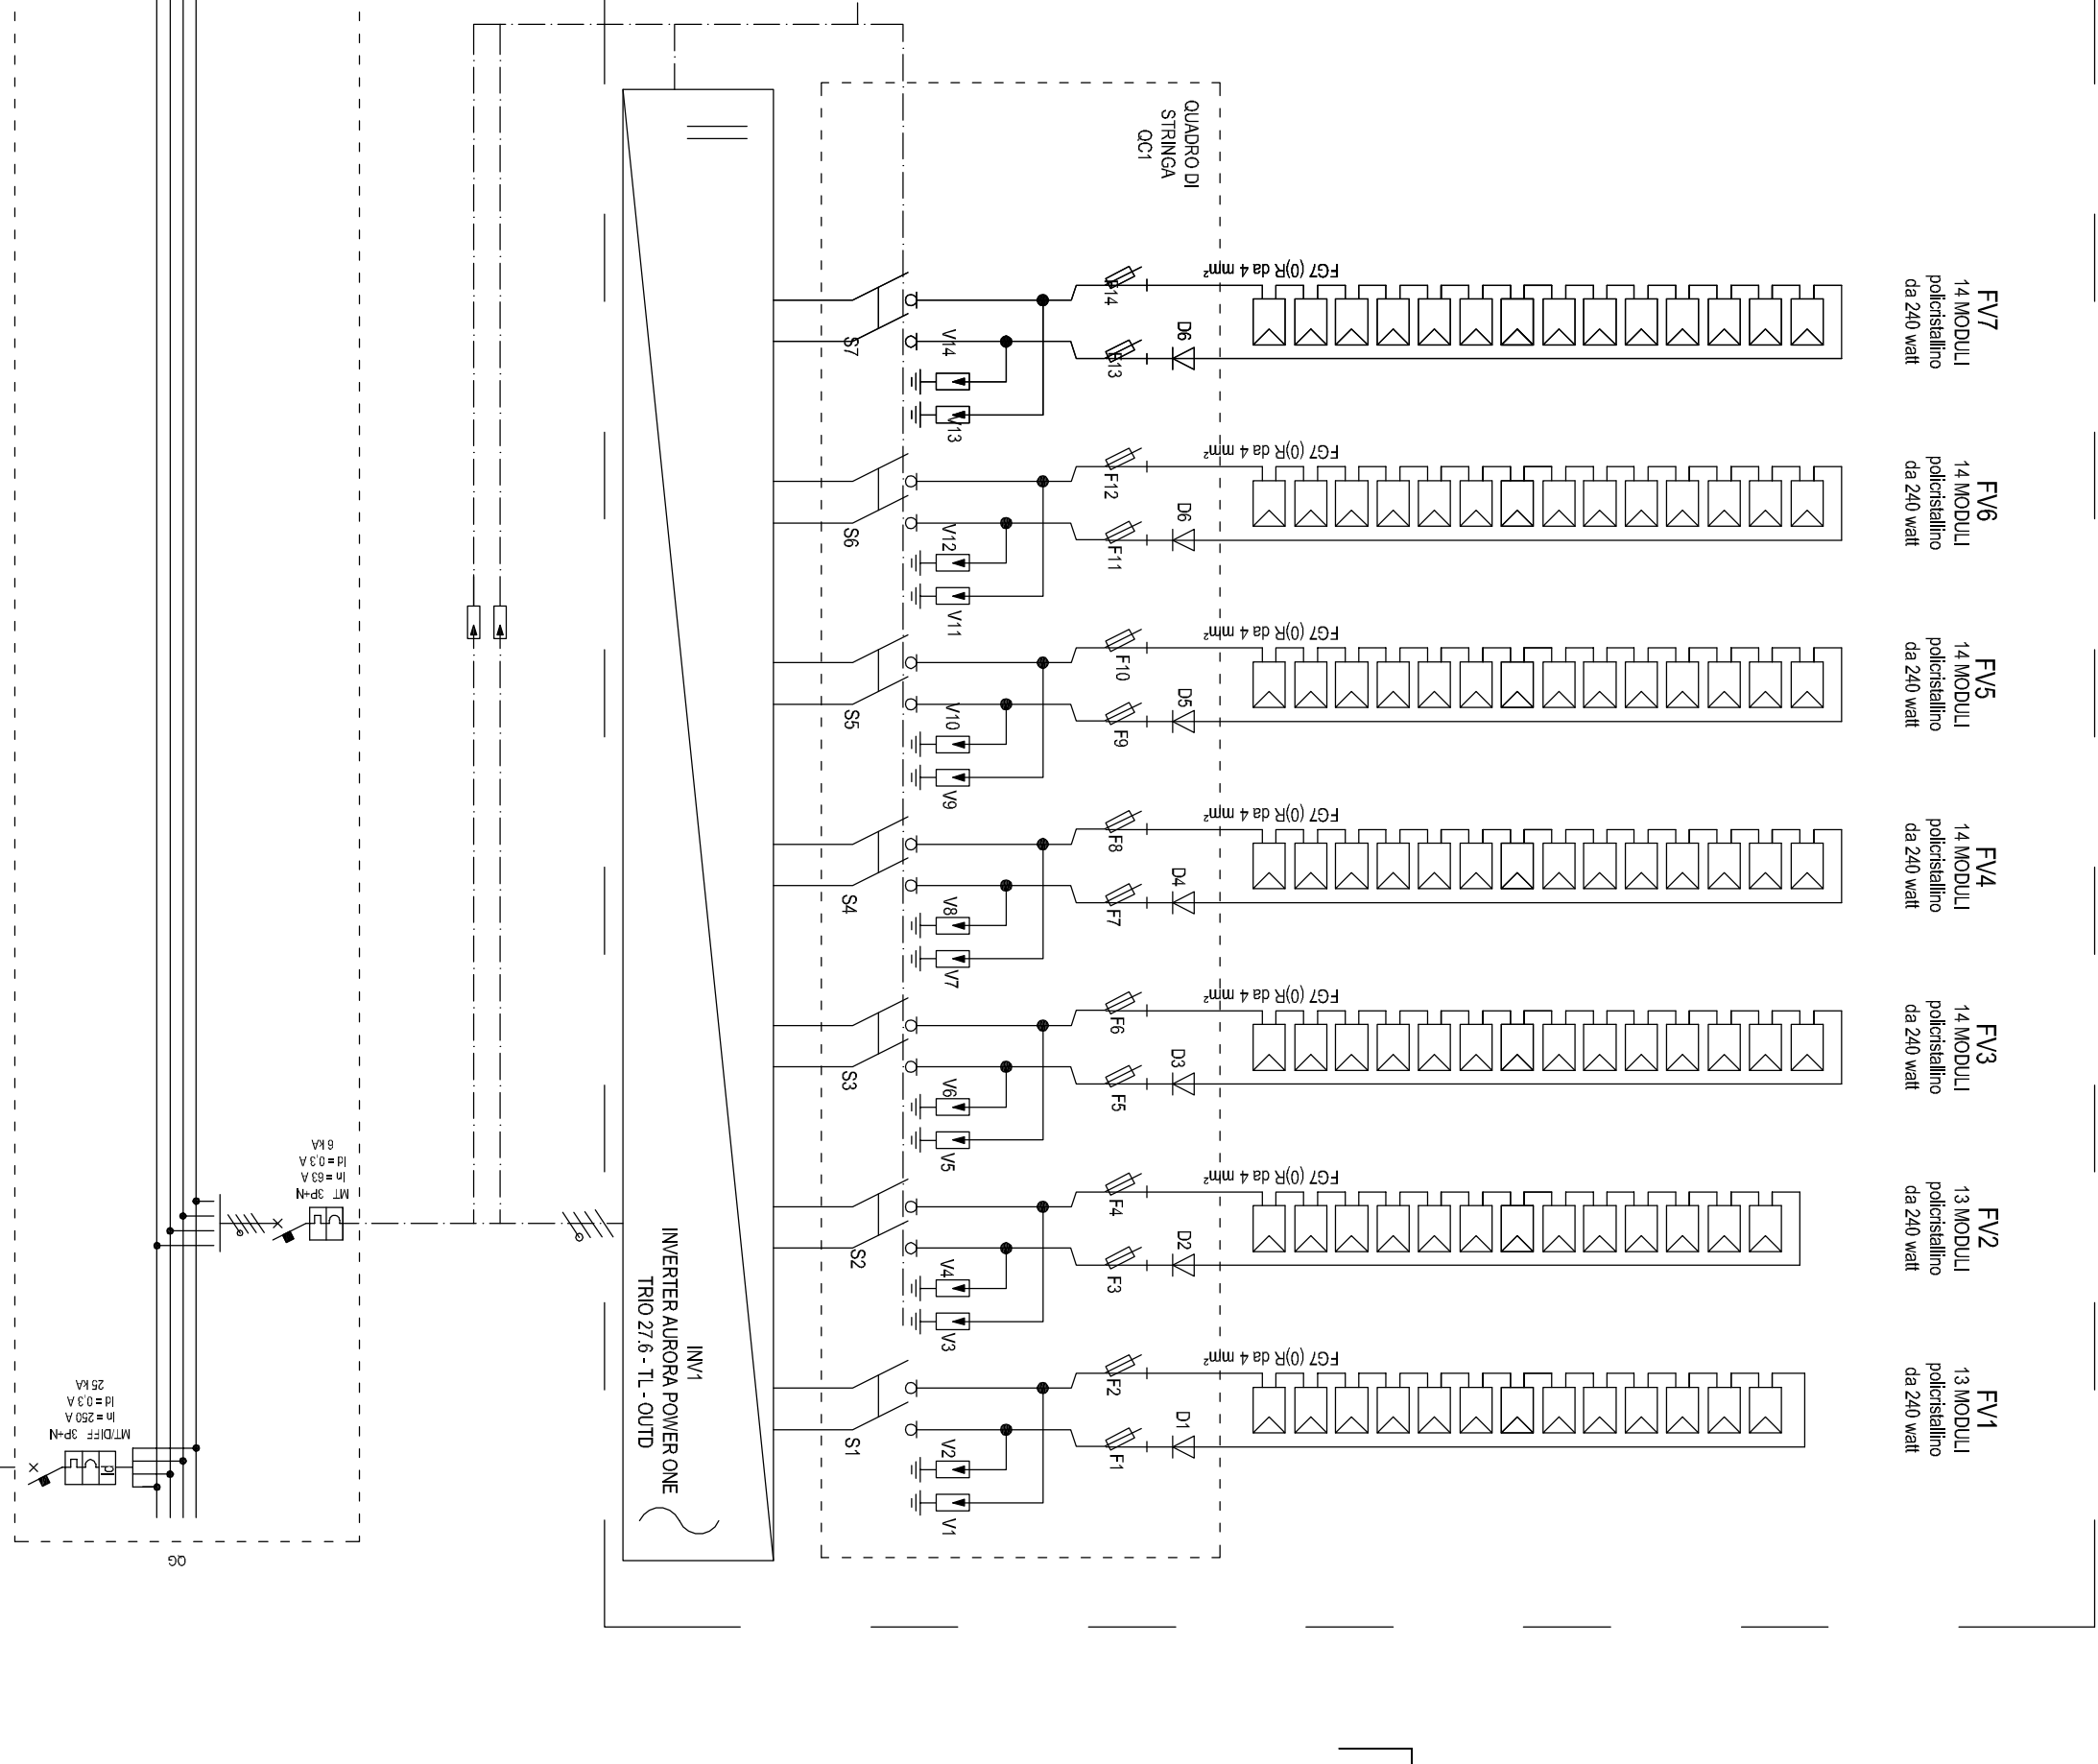 QUADRO DI
STRINGA
QC1
FV7
14 MODULI
policristallino
da 240 watt
FG7 (0)R da 4 mm²
F14
F13
D6
S7
V14
V13
FV6
14 MODULI
policristallino
da 240 watt
FG7 (0)R da 4 mm²
F12
F11
D6
S6
V12
V11
FV5
14 MODULI
policristallino
da 240 watt
FG7 (0)R da 4 mm²
F10
F9
D5
S5
V10
V9
FV4
14 MODULI
policristallino
da 240 watt
FG7 (0)R da 4 mm²
F8
F7
D4
S4
V8
V7
FV3
14 MODULI
policristallino
da 240 watt
FG7 (0)R da 4 mm²
F6
F5
D3
S3
V6
V5
FV2
13 MODULI
policristallino
da 240 watt
FG7 (0)R da 4 mm²
F4
F3
D2
S2
V4
V3
FV1
13 MODULI
policristallino
da 240 watt
FG7 (0)R da 4 mm²
F2
F1
D1
S1
V2
V1
INV1
INVERTER AURORA POWER ONE
TRIO 27.6 - TL - OUTD
MT 3P+N
In = 63 A
Id = 0,3 A
6 kA
MT/DIFF 3P+N
In = 250 A
Id = 0,3 A
25 kA
Id
QG